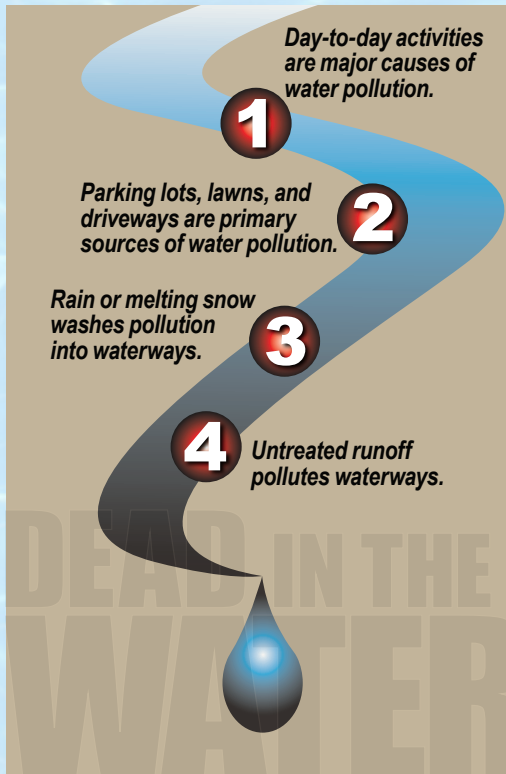 Day-to-day activities
are major causes of
water pollution.
1
Parking lots, lawns, and
driveways are primary
sources of water pollution.
2
Rain or melting snow
washes pollution
into waterways.
3
4
Untreated runoff
pollutes waterways.
DEAD IN THE
WATER